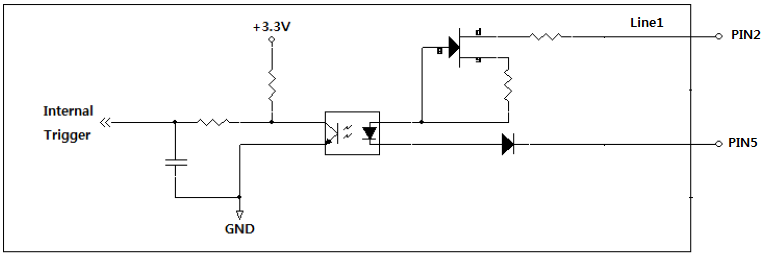 Line1
d
+3.3V
PIN2
g
s
Internal
Trigger
PIN5
GND